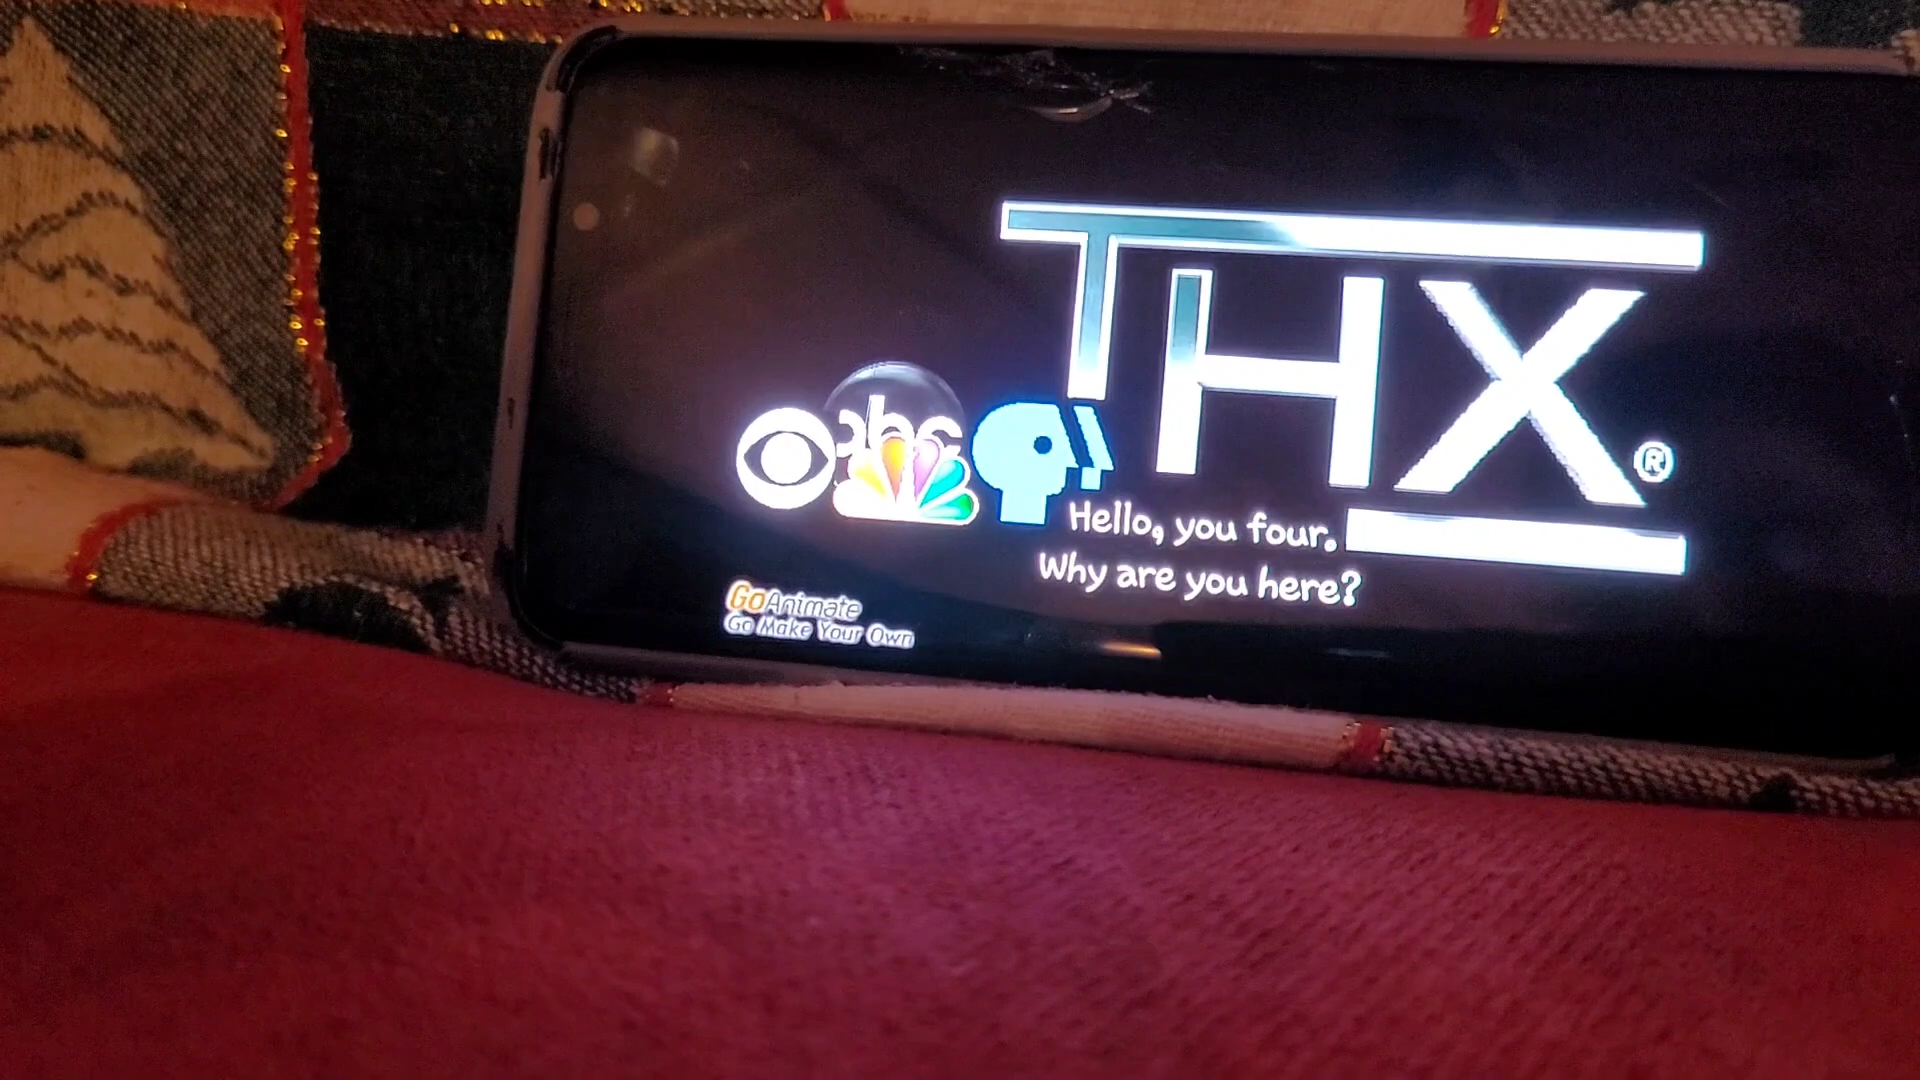 THX®
abc
Hello, you four.
Why are you here?
GoAnimate
Go Make Your Own